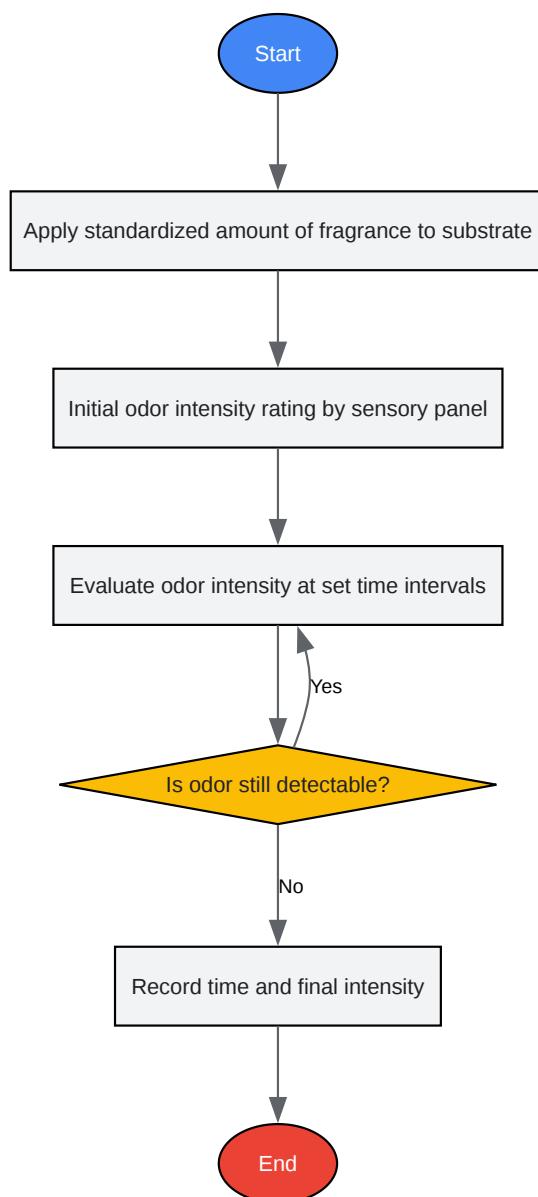 Start
Apply standardized amount of fragrance to substrate
Initial odor intensity rating by sensory panel
Evaluate odor intensity at set time intervals
Yes
Is odor still detectable?
No
Record time and final intensity
End